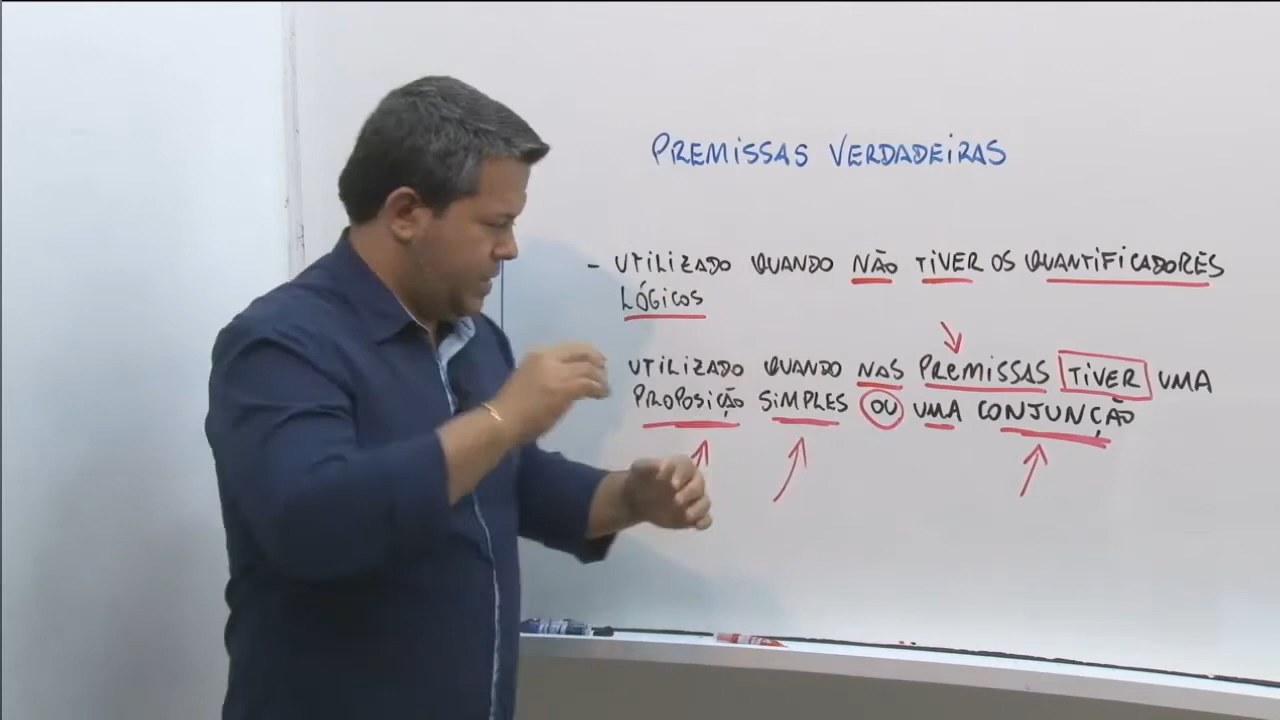 PREMISSAS VERDADEIRAS
- UTILIZADO QUANDO NÃO TIVER OS QUANTIFICADORES
LÓGICOS
UTILIZADO QUANDO NAS PREMISSAS TIVER UMA
PROPOSIÇÃO SIMPLES OU UMA CONJUNÇÃO